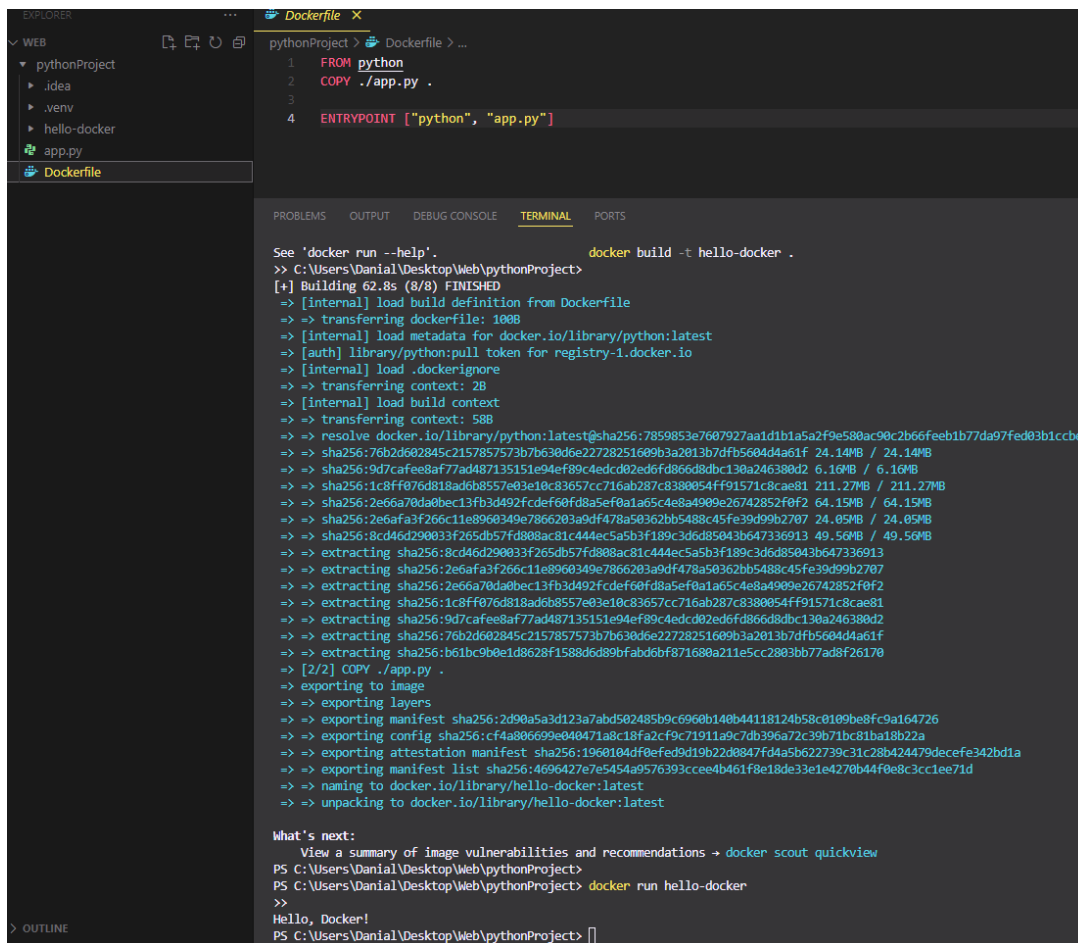 EXPLORER ...
Dockerfile
WEB
pythonProject > Dockerfile > ...
pythonProject
.idea
.venv
hello-docker
app.py
Dockerfile
1 FROM python
2 COPY ./app.py .
3
4 ENTRYPOINT ["python", "app.py"]
PROBLEMS OUTPUT DEBUG CONSOLE TERMINAL PORTS
See 'docker run --help'. docker build -t hello-docker .
>> C:\Users\Danial\Desktop\Web\pythonProject>
[+] Building 62.8s (8/8) FINISHED
=> [internal] load build definition from Dockerfile
=> => transferring dockerfile: 100B
=> [internal] load metadata for docker.io/library/python:latest
=> [auth] library/python:pull token for registry-1.docker.io
=> [internal] load .dockerignore
=> => transferring context: 2B
=> [internal] load build context
=> => transferring context: 58B
=> => resolve docker.io/library/python:latest@sha256:7859853e7607927aa1d1b1a5a2f9e580ac90c2b66feeb1b77da97fed03b1ccbe
=> => sha256:76b2d602845c2157857573b7b630d6e22728251609b3a2013b7dfb5604d4a61f 24.14MB / 24.14MB
=> => sha256:9d7cafee8af77ad487135151e94ef89c4edcd02ed6fd866d8dbc130a246380d2 6.16MB / 6.16MB
=> => sha256:1c8ff076d818ad6b8557e03e10c83657cc716ab287c8380054ff91571c8cae81 211.27MB / 211.27MB
=> => sha256:2e66a70da0bec13fb3d492fcdef60fd8a5ef0a1a65c4e8a4909e26742852f0f2 64.15MB / 64.15MB
=> => sha256:2e6afa3f266c11e8960349e7866203a9df478a50362bb5488c45fe39d99b2707 24.05MB / 24.05MB
=> => sha256:8cd46d290033f265db57fd808ac81c444ec5a5b3f189c3d6d85043b647336913 49.56MB / 49.56MB
=> => extracting sha256:8cd46d290033f265db57fd808ac81c444ec5a5b3f189c3d6d85043b647336913
=> => extracting sha256:2e6afa3f266c11e8960349e7866203a9df478a50362bb5488c45fe39d99b2707
=> => extracting sha256:2e66a70da0bec13fb3d492fcdef60fd8a5ef0a1a65c4e8a4909e26742852f0f2
=> => extracting sha256:1c8ff076d818ad6b8557e03e10c83657cc716ab287c8380054ff91571c8cae81
=> => extracting sha256:9d7cafee8af77ad487135151e94ef89c4edcd02ed6fd866d8dbc130a246380d2
=> => extracting sha256:76b2d602845c2157857573b7b630d6e22728251609b3a2013b7dfb5604d4a61f
=> => extracting sha256:b61bc9b0e1d8628f1588d6d89bfabd6bf871680a211e5cc2803bb77ad8f26170
=> [2/2] COPY ./app.py .
=> exporting to image
=> => exporting layers
=> => exporting manifest sha256:2d90a5a3d123a7abd502485b9c6960b140b44118124b58c0109be8fc9a164726
=> => exporting config sha256:cf4a806699e040471a8c18fa2cf9c71911a9c7db396a72c39b71bc81ba18b22a
=> => exporting attestation manifest sha256:1960104df0efed9d19b22d0847fd4a5b622739c31c28b424479decefe342bd1a
=> => exporting manifest list sha256:4696427e7e5454a9576393ccee4b461f8e18de33e1e4270b44f0e8c3cc1ee71d
=> => naming to docker.io/library/hello-docker:latest
=> => unpacking to docker.io/library/hello-docker:latest
What's next:
View a summary of image vulnerabilities and recommendations → docker scout quickview
PS C:\Users\Danial\Desktop\Web\pythonProject>
PS C:\Users\Danial\Desktop\Web\pythonProject> docker run hello-docker
>>
Hello, Docker!
PS C:\Users\Danial\Desktop\Web\pythonProject>
OUTLINE